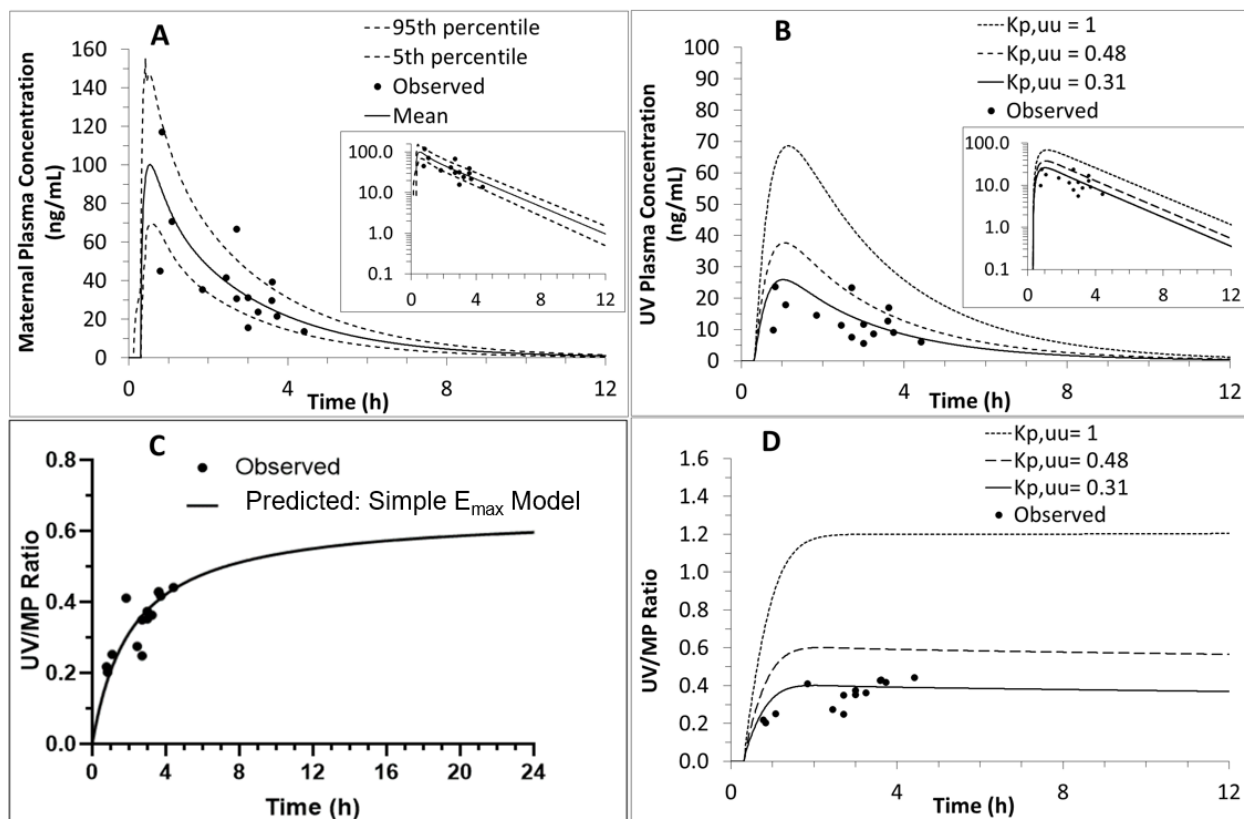 A
95th percentile
5th percentile
Observed
Mean
Maternal Plasma Concentration
(ng/mL)
160
140
120
100
80
60
40
20
0
0 4 8 12
Time (h)
100.0
10.0
1.0
0.1
0 4 8 12
B
Kp,uu = 1
Kp,uu = 0.48
Kp,uu = 0.31
Observed
UV Plasma Concentration
(ng/mL)
100
90
80
70
60
50
40
30
20
10
0
0 4 8 12
Time (h)
100.0
10.0
1.0
0.1
0 4 8 12
C
Observed
Predicted: Simple Emax Model
UV/MP Ratio
0.8
0.6
0.4
0.2
0.0
0 4 8 12 16 20 24
Time (h)
D
Kp,uu= 1
Kp,uu= 0.48
Kp,uu= 0.31
Observed
UV/MP Ratio
1.6
1.4
1.2
1.0
0.8
0.6
0.4
0.2
0.0
0 4 8 12
Time (h)